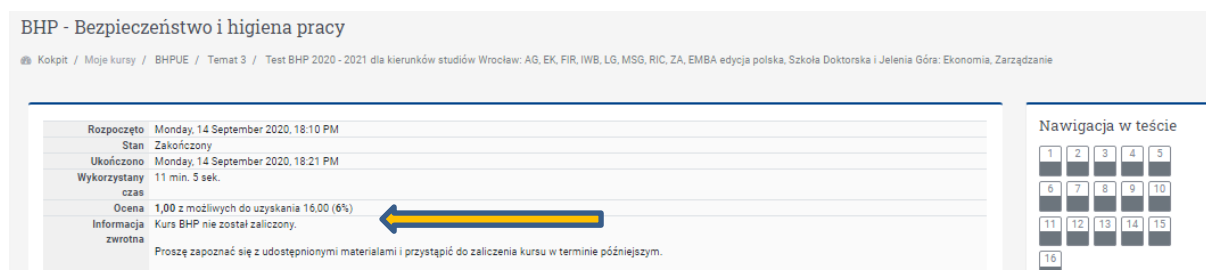 BHP - Bezpieczeństwo i higiena pracy
Kokpit / Moje kursy / BHPUE / Temat 3 / Test BHP 2020 - 2021 dla kierunków studiów Wrocław: AG, EK, FIR, IWB, LG, MSG, RIC, ZA, EMBA edycja polska, Szkoła Doktorska i Jelenia Góra: Ekonomia, Zarządzanie
Rozpoczęto Monday, 14 September 2020, 18:10 PM
Stan Zakończony
Ukończono Monday, 14 September 2020, 18:21 PM
Wykorzystany czas 11 min. 5 sek.
Ocena 1,00 z możliwych do uzyskania 16,00 (6%)
Informacja zwrotna Kurs BHP nie został zaliczony.
Proszę zapoznać się z udostępnionymi materialami i przystąpić do zaliczenia kursu w terminie późniejszym.
Nawigacja w teście
1 2 3 4 5
6 7 8 9 10
11 12 13 14 15
16